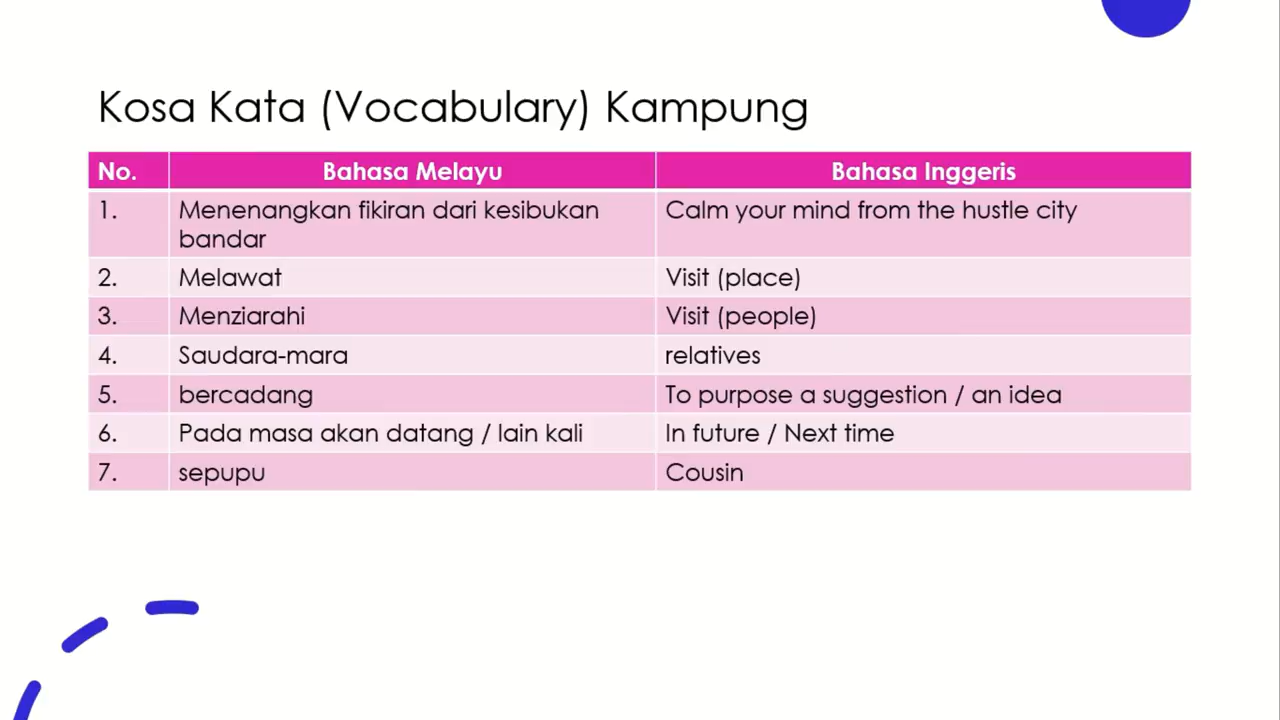 Kosa Kata (Vocabulary) Kampung
No. Bahasa Melayu Bahasa Inggeris
1. Menenangkan fikiran dari kesibukan bandar Calm your mind from the hustle city
2. Melawat Visit (place)
3. Menziarahi Visit (people)
4. Saudara-mara relatives
5. bercadang To purpose a suggestion / an idea
6. Pada masa akan datang / lain kali In future / Next time
7. sepupu Cousin